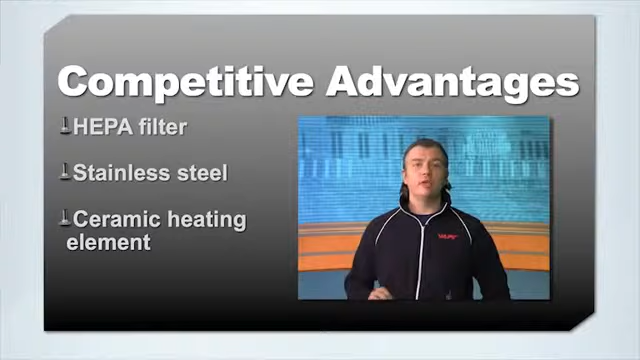 Competitive Advantages
HEPA filter
Stainless steel
Ceramic heating
element